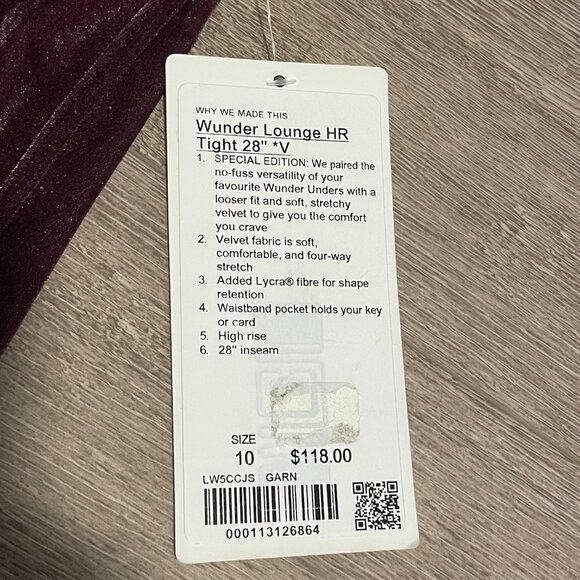 WHY WE MADE THIS
Wunder Lounge HR
Tight 28" *V
1. SPECIAL EDITION: We paired the
no-fuss versatility of your
favourite Wunder Unders with a
looser fit and soft, stretchy
velvet to give you the comfort
you crave
2. Velvet fabric is soft,
comfortable, and four-way
stretch
3. Added Lycra® fibre for shape
retention
4. Waistband pocket holds your key
or card
5. High rise
6. 28" inseam
SIZE
10 $118.00
LW5CCJS GARN
000113126864